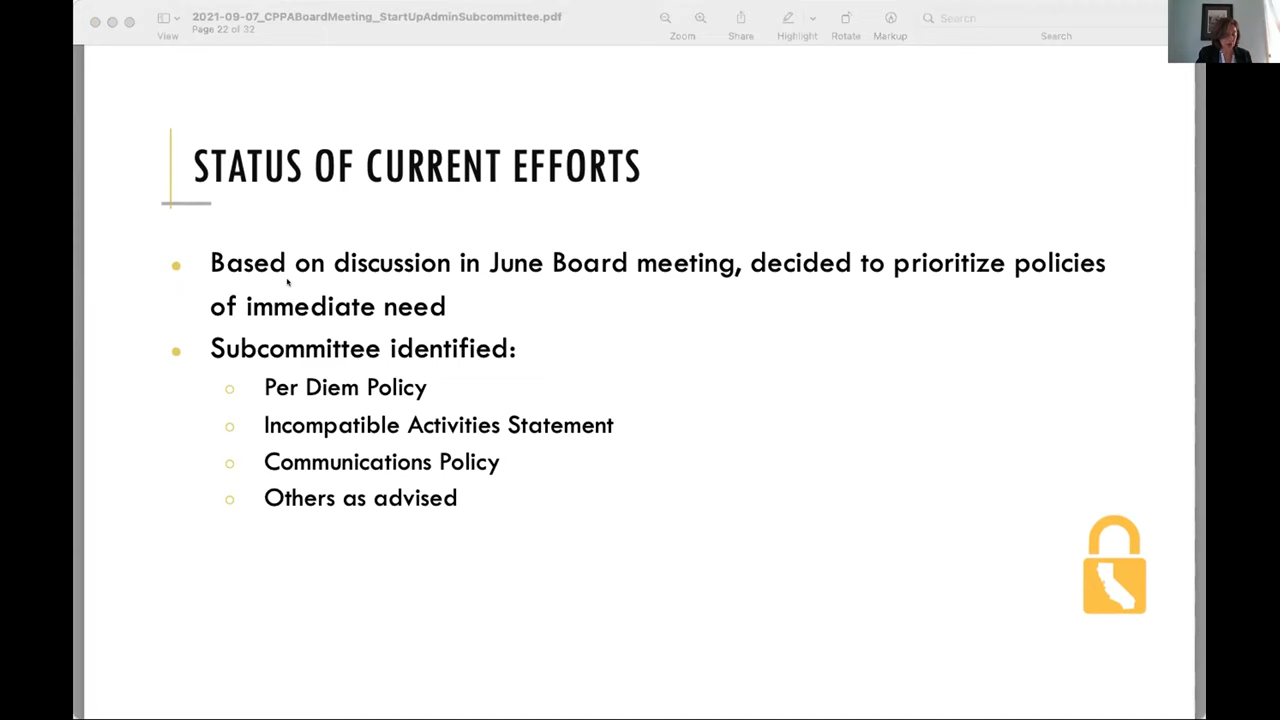 2021-09-07_CPPABoardMeeting_StartUpAdminSubcommittee.pdf
Page 22 of 32
View
Zoom
Share
Highlight
Rotate
Markup
Search
Search
STATUS OF CURRENT EFFORTS
Based on discussion in June Board meeting, decided to prioritize policies
of immediate need
Subcommittee identified:
Per Diem Policy
Incompatible Activities Statement
Communications Policy
Others as advised